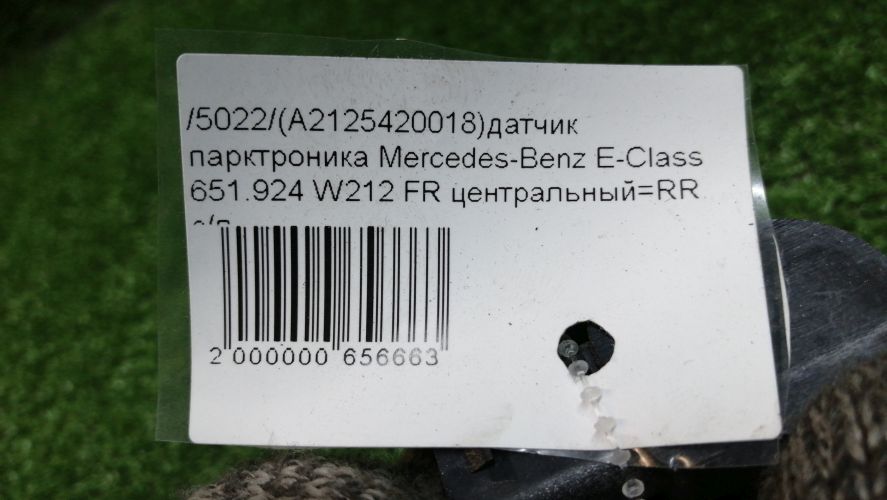 /5022/(A2125420018)датчик
парктроника Mercedes-Benz E-Class
651.924 W212 FR центральный=RR
2 000000 656663